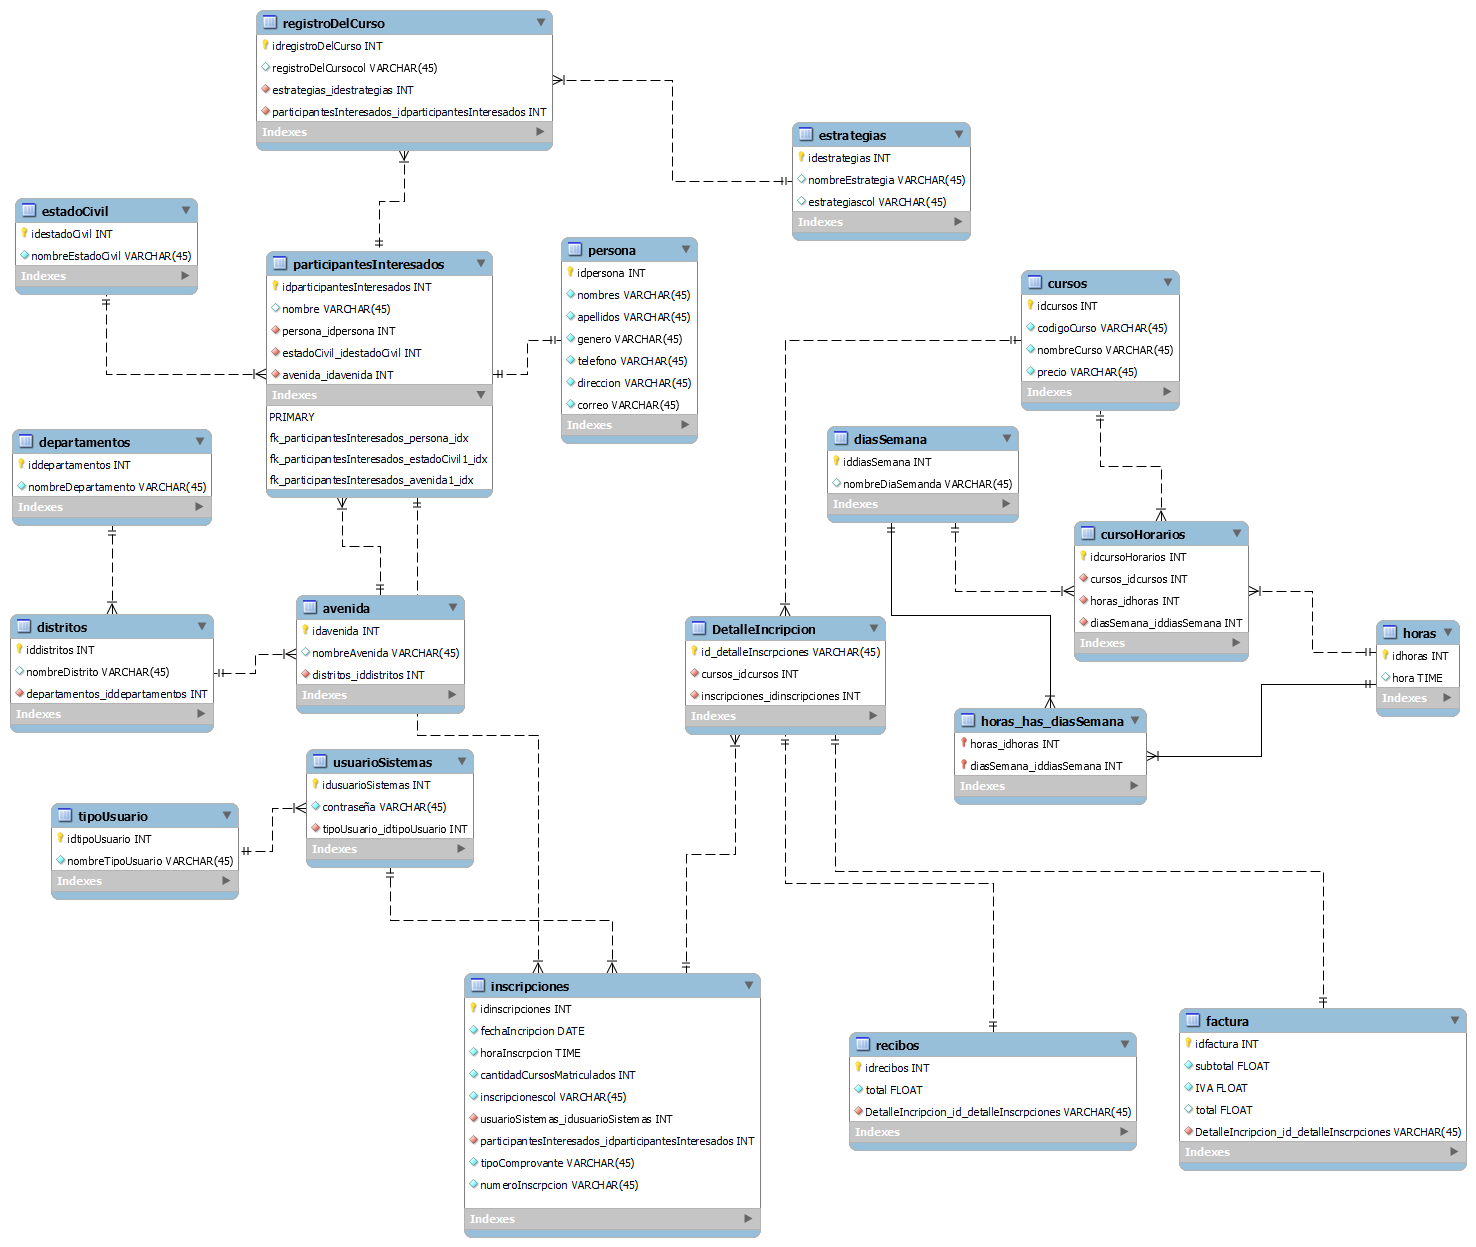 registroDelCurso
idregistroDelCurso INT
registroDelCursocol VARCHAR(45)
estrategias_idestrategias INT
participantesInteresados_idparticipantesInteresados INT
Indexes
estrategias
idestrategias INT
nombreEstrategia VARCHAR(45)
estrategiascol VARCHAR(45)
Indexes
estadoCivil
idestadoCivil INT
nombreEstadoCivil VARCHAR(45)
Indexes
participantesInteresados
idparticipantesInteresados INT
nombre VARCHAR(45)
persona_idpersona INT
estadoCivil_idestadoCivil INT
avenida_idavenida INT
Indexes
PRIMARY
fk_participantesInteresados_persona_idx
fk_participantesInteresados_estadoCivil1_idx
fk_participantesInteresados_avenida1_idx
persona
idpersona INT
nombres VARCHAR(45)
apellidos VARCHAR(45)
genero VARCHAR(45)
telefono VARCHAR(45)
direccion VARCHAR(45)
correo VARCHAR(45)
Indexes
cursos
idcursos INT
codigoCurso VARCHAR(45)
nombreCurso VARCHAR(45)
precio VARCHAR(45)
Indexes
departamentos
iddepartamentos INT
nombreDepartamento VARCHAR(45)
Indexes
diasSemana
iddiasSemana INT
nombreDiaSemanda VARCHAR(45)
Indexes
cursoHorarios
idcursoHorarios INT
cursos_idcursos INT
horas_idhoras INT
diasSemana_iddiasSemana INT
Indexes
distritos
iddistritos INT
nombreDistrito VARCHAR(45)
departamentos_iddepartamentos INT
Indexes
avenida
idavenida INT
nombreAvenida VARCHAR(45)
distritos_iddistritos INT
Indexes
DetalleIncripcion
id_detalleInscrpciones VARCHAR(45)
cursos_idcursos INT
inscripciones_idinscripciones INT
Indexes
horas
idhoras INT
hora TIME
Indexes
horas_has_diasSemana
horas_idhoras INT
diasSemana_iddiasSemana INT
Indexes
usuarioSistemas
idusuarioSistemas INT
contraseña VARCHAR(45)
tipoUsuario_idtipoUsuario INT
Indexes
tipoUsuario
idtipoUsuario INT
nombreTipoUsuario VARCHAR(45)
Indexes
inscripciones
idinscripciones INT
fechaIncripcion DATE
horaInscrpcion TIME
cantidadCursosMatriculados INT
inscripcionescol VARCHAR(45)
usuarioSistemas_idusuarioSistemas INT
participantesInteresados_idparticipantesInteresados INT
tipoComprovante VARCHAR(45)
numeroInscrpcion VARCHAR(45)
Indexes
recibos
idrecibos INT
total FLOAT
DetalleIncripcion_id_detalleInscrpciones VARCHAR(45)
Indexes
factura
idfactura INT
subtotal FLOAT
IVA FLOAT
total FLOAT
DetalleIncripcion_id_detalleInscrpciones VARCHAR(45)
Indexes